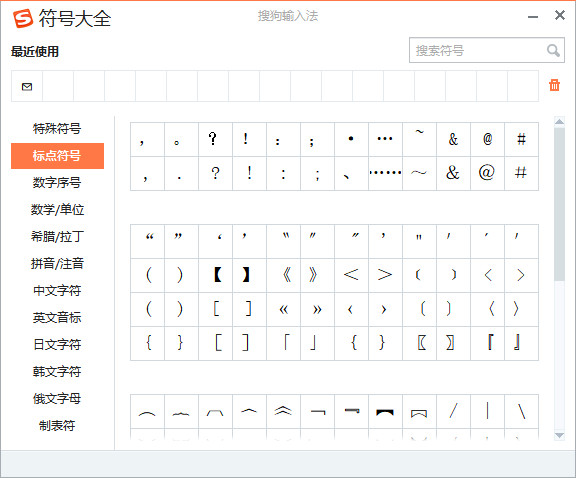 符号大全
搜狗输入法
最近使用
搜索符号
特殊符号
标点符号
数字序号
数学/单位
希腊/拉丁
拼音/注音
中文字符
英文音标
日文字符
韩文字符
俄文字母
制表符
， 。 ？ ！ ： ； · … ~ & @ #
， . ？ ！ ： ； 、 …… ～ ＆ ＠ ＃
“ ” ‘ ’ 〝 〞 " ' ＂ ′ ´ '
（ ） 【 】 《 》 ＜ ＞ ﹝ ﹞ < >
( ) [ ] « » ‹ › 〔 〕 〈 〉
{ } ［ ］ 「 」 ｛ ｝ 〖 〗 『 』
︵ ︷ ︹ ︿ ︽ ﹁ ﹃ ︻ ︗ / | \